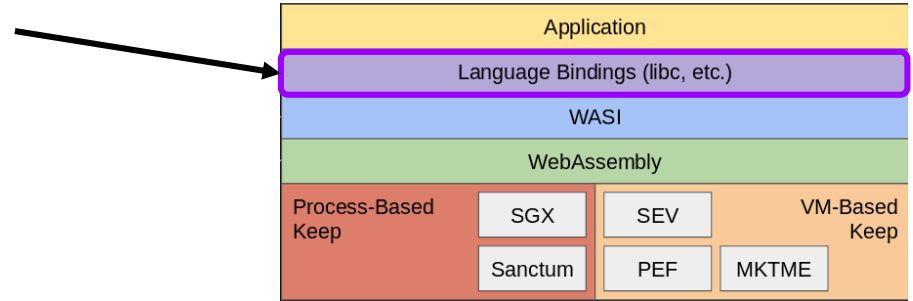 Application
Language Bindings (libc, etc.)
WASI
WebAssembly
Process-Based
Keep
SGX
Sanctum
SEV
VM-Based
Keep
PEF
MKTME